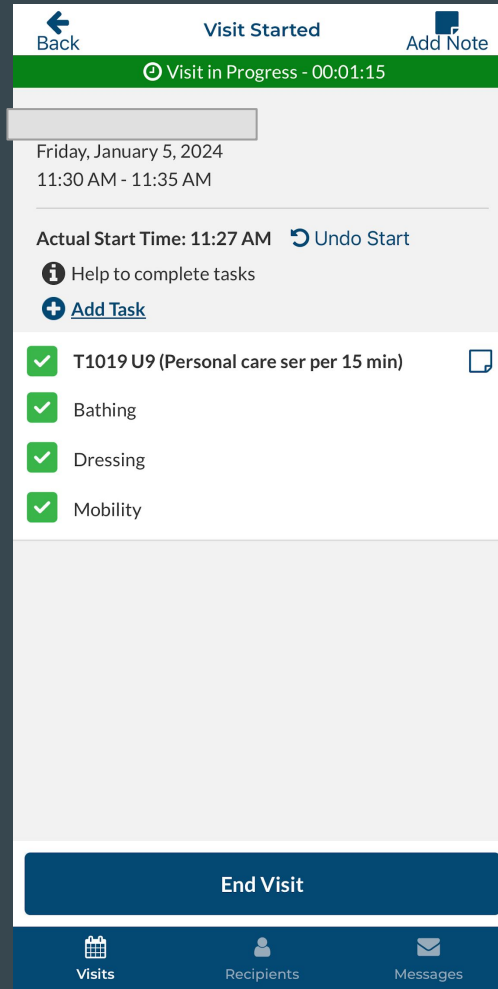 Back
Visit Started
Add Note
Visit in Progress - 00:01:15
Friday, January 5, 2024
11:30 AM - 11:35 AM
Actual Start Time: 11:27 AM Undo Start
Help to complete tasks
Add Task
T1019 U9 (Personal care ser per 15 min)
Bathing
Dressing
Mobility
End Visit
Visits
Recipients
Messages